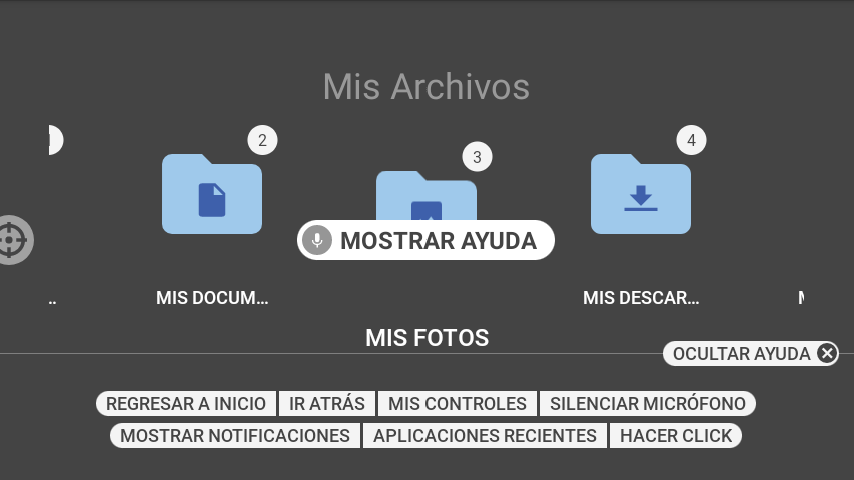 Mis Archivos
2
3
4
MOSTRAR AYUDA
MIS DOCUM...
MIS DESCAR...
MIS FOTOS
OCULTAR AYUDA
REGRESAR A INICIO
IR ATRÁS
MIS CONTROLES
SILENCIAR MICRÓFONO
MOSTRAR NOTIFICACIONES
APLICACIONES RECIENTES
HACER CLICK